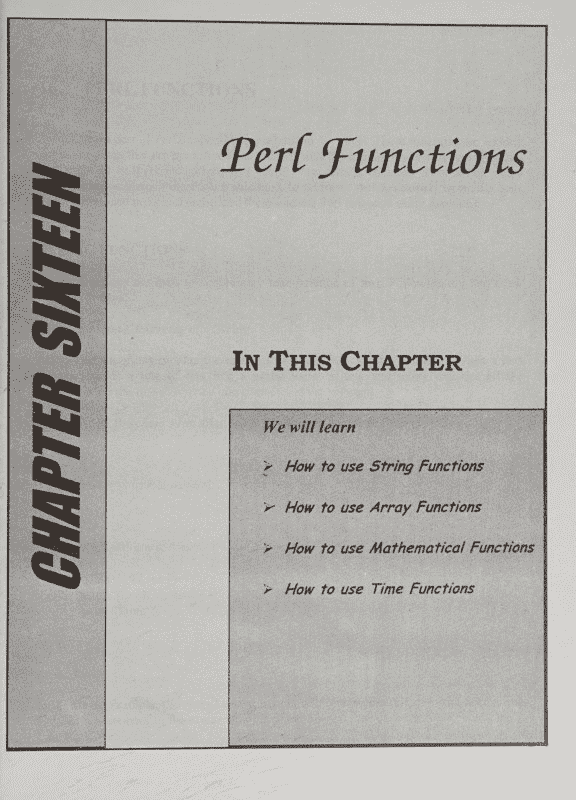 CHAPTER SIXTEEN
Perl Functions
IN THIS CHAPTER
We will learn
➢ How to use String Functions
➢ How to use Array Functions
➢ How to use Mathematical Functions
➢ How to use Time Functions